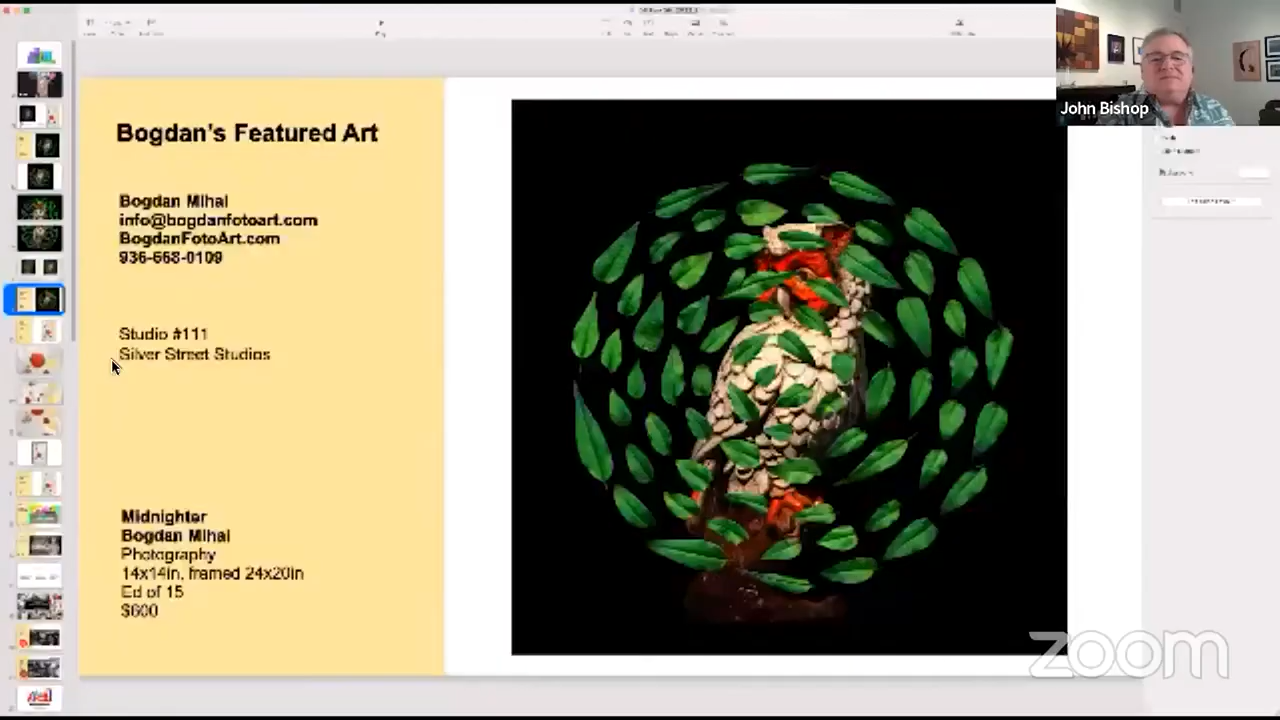 Bogdan's Featured Art
Bogdan Mihai
info@bogdanfotoart.com
BogdanFotoArt.com
936-668-0109
Studio #111
Silver Street Studios
Midnighter
Bogdan Mihai
Photography
14x14in, framed 24x20in
Ed of 15
$600
John Bishop
zoom